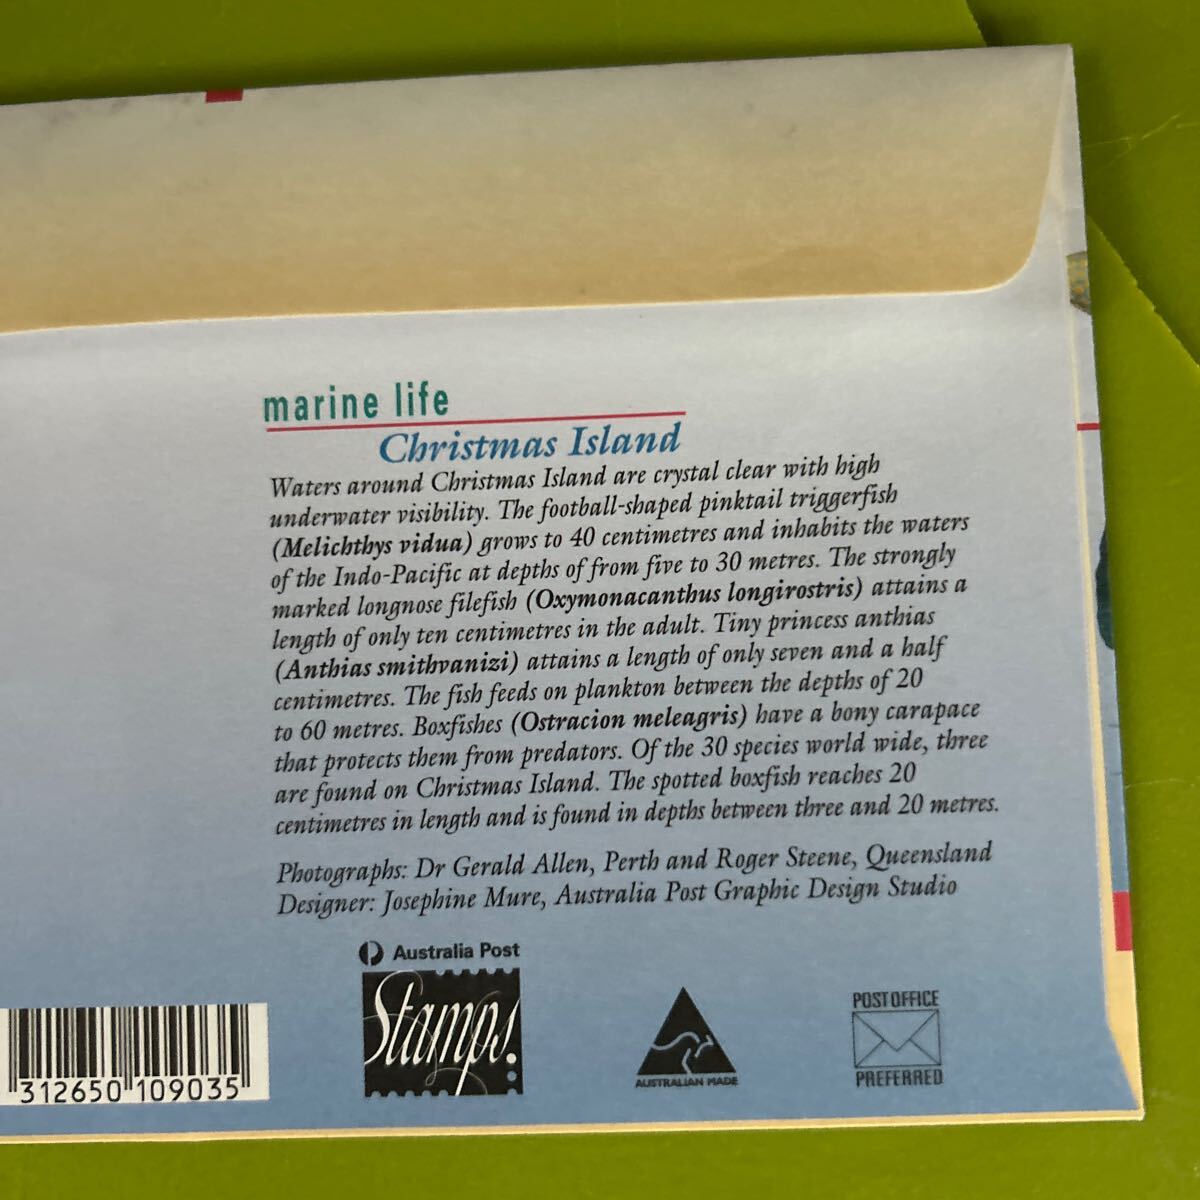 marine life
Christmas Island
Waters around Christmas Island are crystal clear with high
underwater visibility. The football-shaped pinktail triggerfish
(Melichthys vidua) grows to 40 centimetres and inhabits the waters
of the Indo-Pacific at depths of from five to 30 metres. The strongly
marked longnose filefish (Oxymonacanthus longirostris) attains a
length of only ten centimetres in the adult. Tiny princess anthias
(Anthias smithvanizi) attains a length of only seven and a half
centimetres. The fish feeds on plankton between the depths of 20
to 60 metres. Boxfishes (Ostracion meleagris) have a bony carapace
that protects them from predators. Of the 30 species world wide, three
are found on Christmas Island. The spotted boxfish reaches 20
centimetres in length and is found in depths between three and 20 metres.
Photographs: Dr Gerald Allen, Perth and Roger Steene, Queensland
Designer: Josephine Mure, Australia Post Graphic Design Studio
Australia Post
Stamps.
AUSTRALIAN MADE
POST OFFICE
PREFERRED
312650 109035